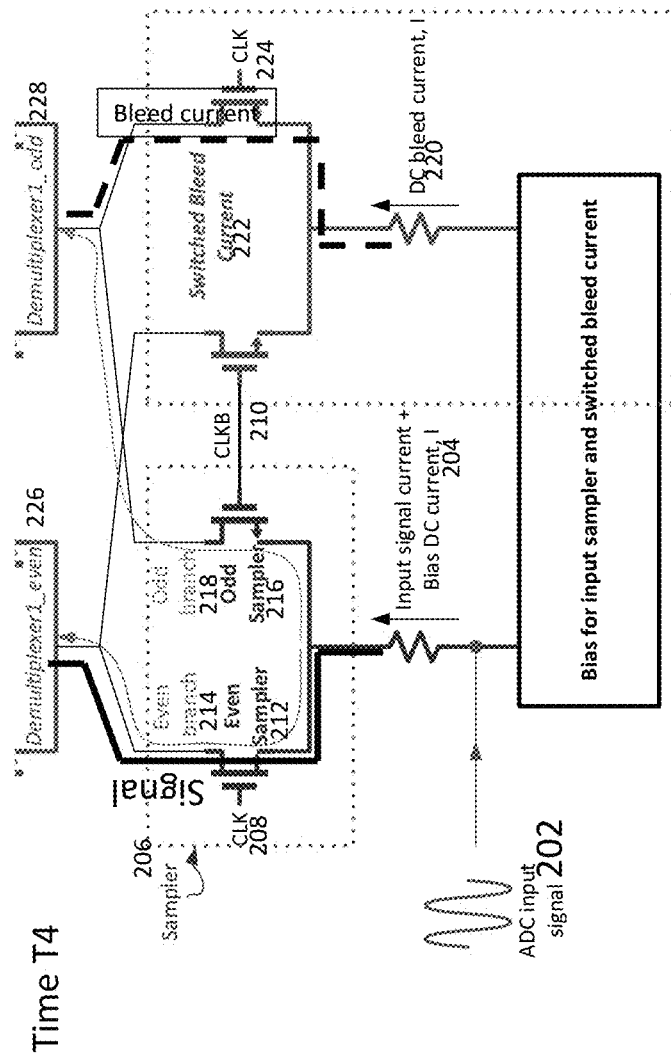 Time T4
Demultiplexer1_even
226
Demultiplexer1_odd
228
Signal
Bleed current
206
Sampler
CLK
208
Even
branch
214
Even
Sampler
212
Odd
branch
218
Odd
Sampler
216
CLKB
210
Switched Bleed
Current
222
CLK
224
Input signal current +
Bias DC current, I
204
DC bleed current, I
220
ADC input
signal 202
Bias for input sampler and switched bleed current